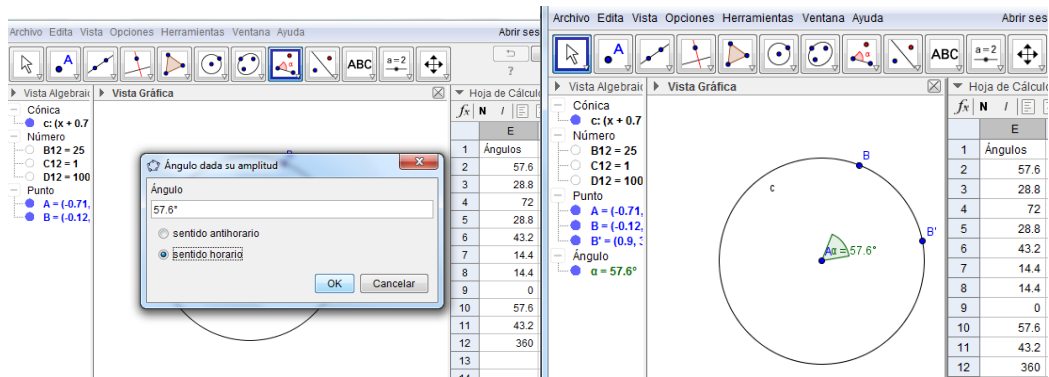 Archivo Edita Vista Opciones Herramientas Ventana Ayuda
Abrir ses
A
α
ABC
a=2
?
Vista Algebraic
Vista Gráfica
Hoja de Cálculo
Cónica
c: (x + 0.7
Número
B12 = 25
C12 = 1
D12 = 100
Punto
A = (-0.71,
B = (-0.12,
Ángulo dada su amplitud
Ángulo
57.6°
sentido antihorario
sentido horario
OK
Cancelar
fx N I
E
1 Ángulos
2 57.6
3 28.8
4 72
5 28.8
6 43.2
7 14.4
8 14.4
9 0
10 57.6
11 43.2
12 360
13
Archivo Edita Vista Opciones Herramientas Ventana Ayuda
Abrir ses
A
α
ABC
a=2
Vista Algebraic
Vista Gráfica
Hoja de Cálculo
Cónica
c: (x + 0.7
Número
B12 = 25
C12 = 1
D12 = 100
Punto
A = (-0.71,
B = (-0.12,
B' = (0.9,
Ángulo
α = 57.6°
B
c
B'
A
α = 57.6°
fx N I
E
1 Ángulos
2 57.6
3 28.8
4 72
5 28.8
6 43.2
7 14.4
8 14.4
9 0
10 57.6
11 43.2
12 360